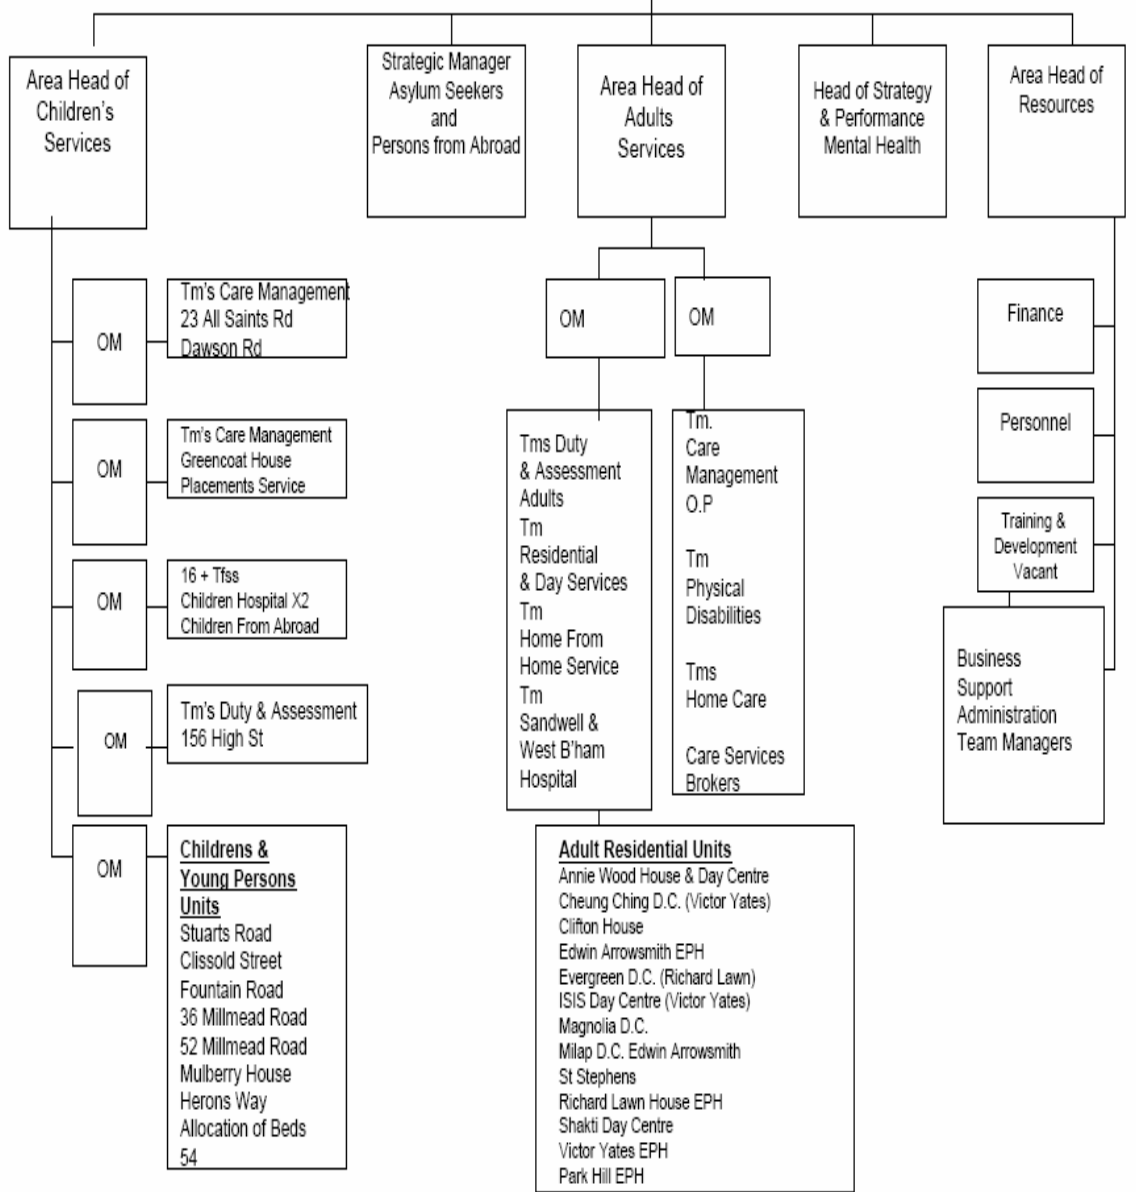 Area Head of
Children's
Services
Strategic Manager
Asylum Seekers
and
Persons from Abroad
Area Head of
Adults
Services
Head of Strategy
& Performance
Mental Health
Area Head of
Resources
OM
Tm's Care Management
23 All Saints Rd
Dawson Rd
OM
Tm's Care Management
Greencoat House
Placements Service
OM
16 + Tfss
Children Hospital X2
Children From Abroad
OM
Tm's Duty & Assessment
156 High St
OM
Childrens &
Young Persons
Units
Stuarts Road
Clissold Street
Fountain Road
36 Millmead Road
52 Millmead Road
Mulberry House
Herons Way
Allocation of Beds
54
OM
Tms Duty
& Assessment
Adults
Tm
Residential
& Day Services
Tm
Home From
Home Service
Tm
Sandwell &
West B'ham
Hospital
OM
Tm.
Care
Management
O.P
Tm
Physical
Disabilities
Tms
Home Care
Care Services
Brokers
Adult Residential Units
Annie Wood House & Day Centre
Cheung Ching D.C. (Victor Yates)
Clifton House
Edwin Arrowsmith EPH
Evergreen D.C. (Richard Lawn)
ISIS Day Centre (Victor Yates)
Magnolia D.C.
Milap D.C. Edwin Arrowsmith
St Stephens
Richard Lawn House EPH
Shakti Day Centre
Victor Yates EPH
Park Hill EPH
Finance
Personnel
Training &
Development
Vacant
Business
Support
Administration
Team Managers